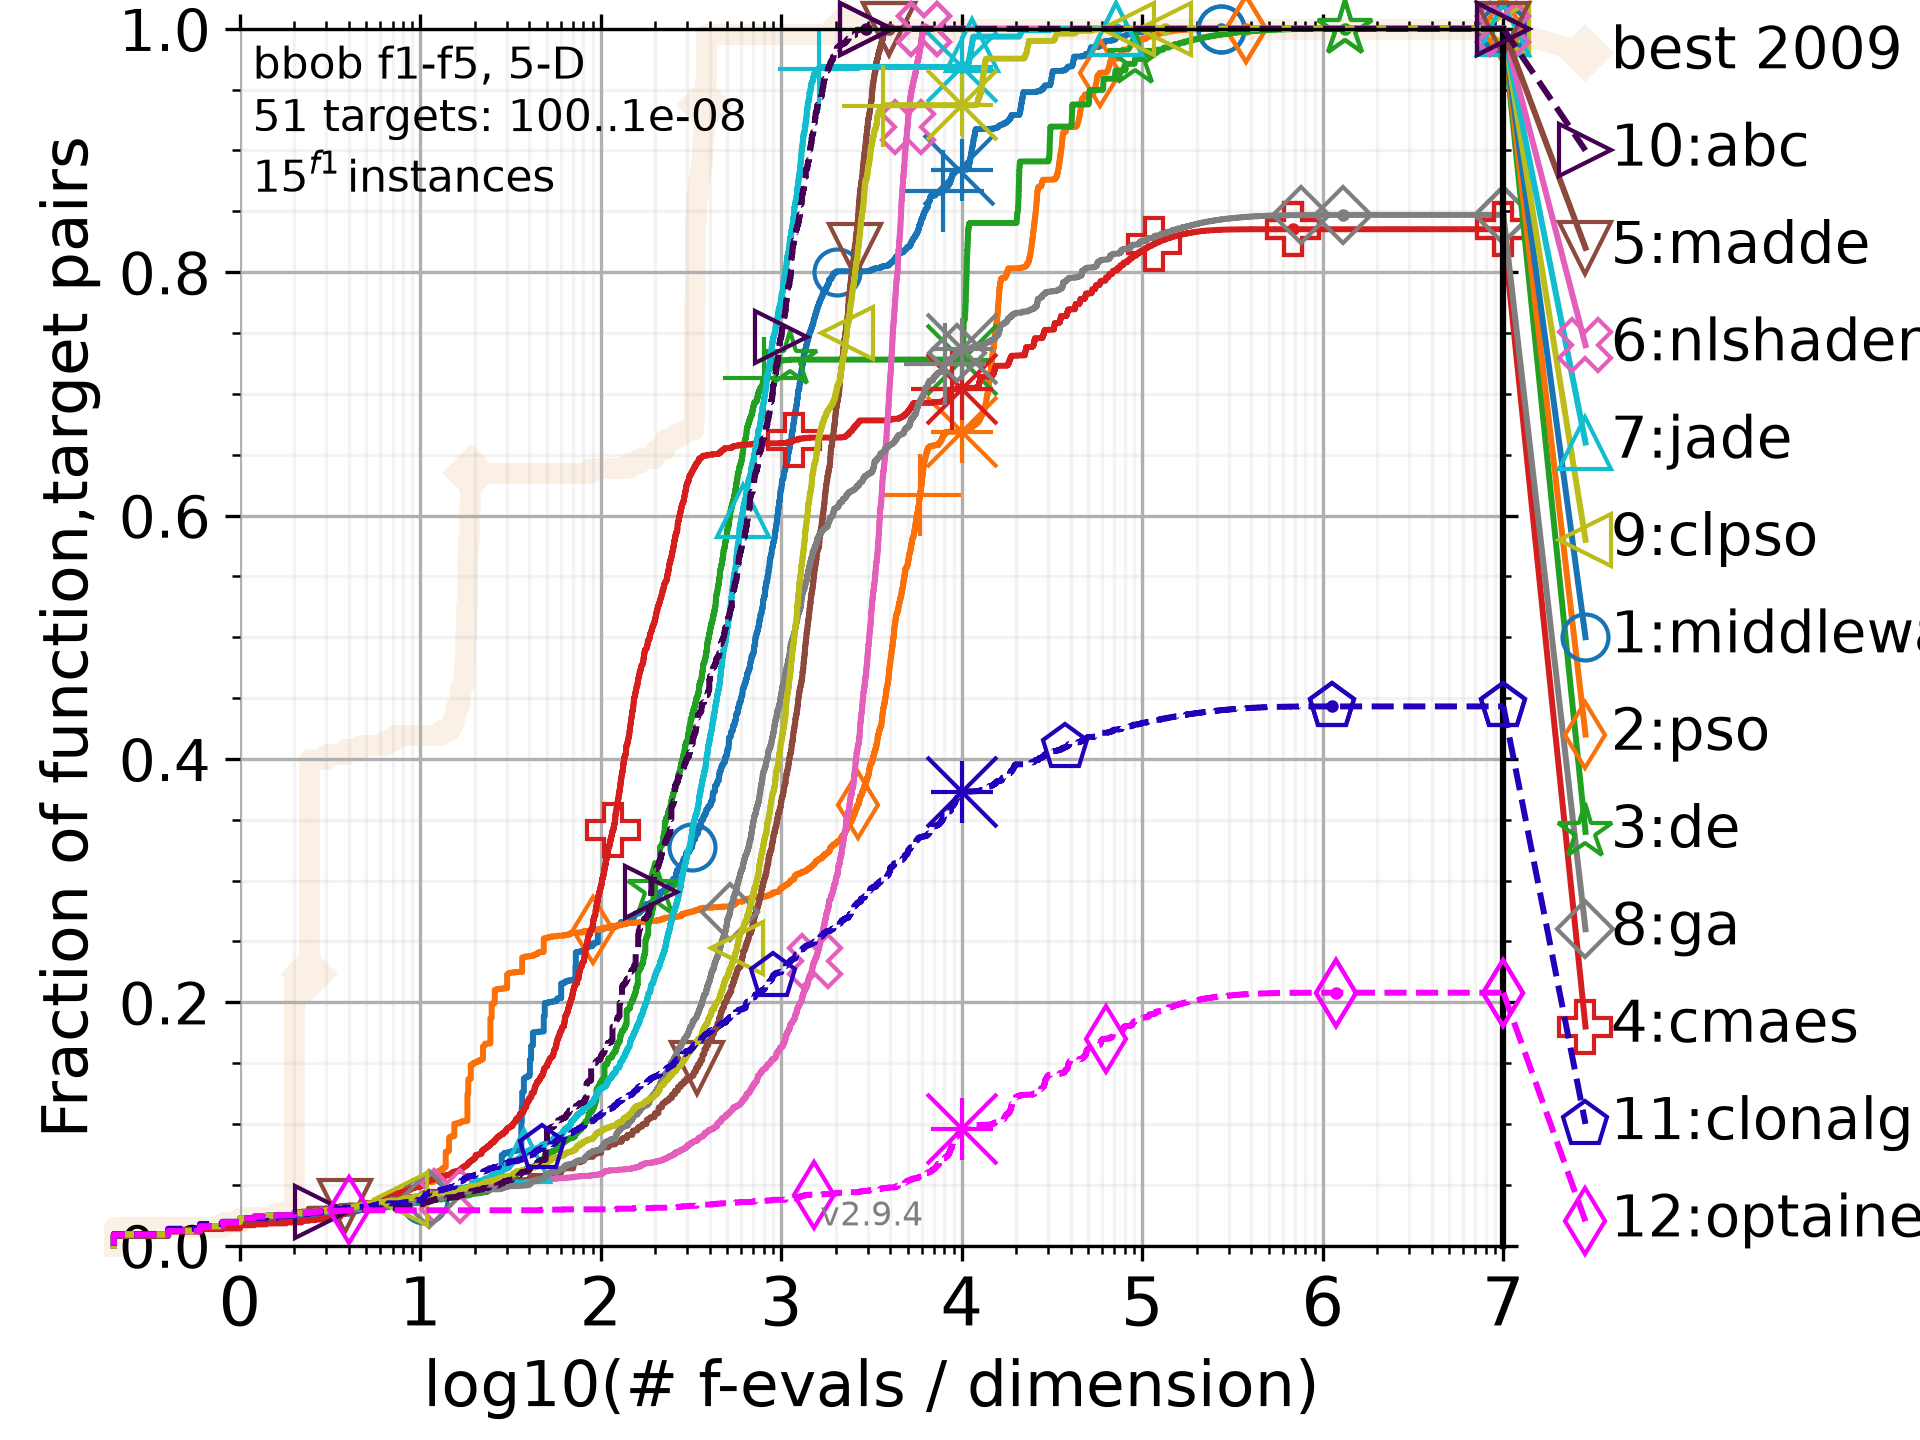 bbob f1-f5, 5-D
51 targets: 100..1e-08
15f1 instances
Fraction of function,target pairs
1.0
0.8
0.6
0.4
0.2
0.0
0 1 2 3 4 5 6 7
log10(# f-evals / dimension)
v2.9.4
best 2009
10:abc
5:madde
6:nlshader
7:jade
9:clpso
1:middlewa
2:pso
3:de
8:ga
4:cmaes
11:clonalg
12:optaine